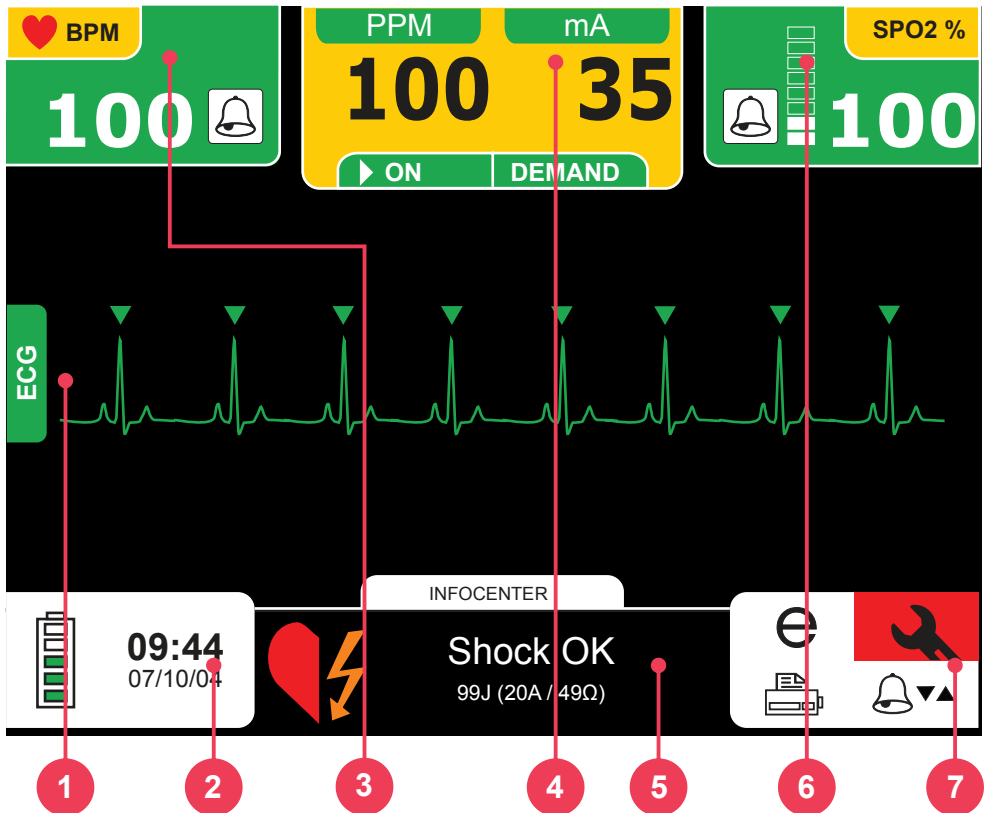 BPM
100
PPM mA
100 35
ON DEMAND
SPO2 %
100
ECG
INFOCENTER
09:44
07/10/04
Shock OK
99J (20A / 49Ω)
1 2 3 4 5 6 7